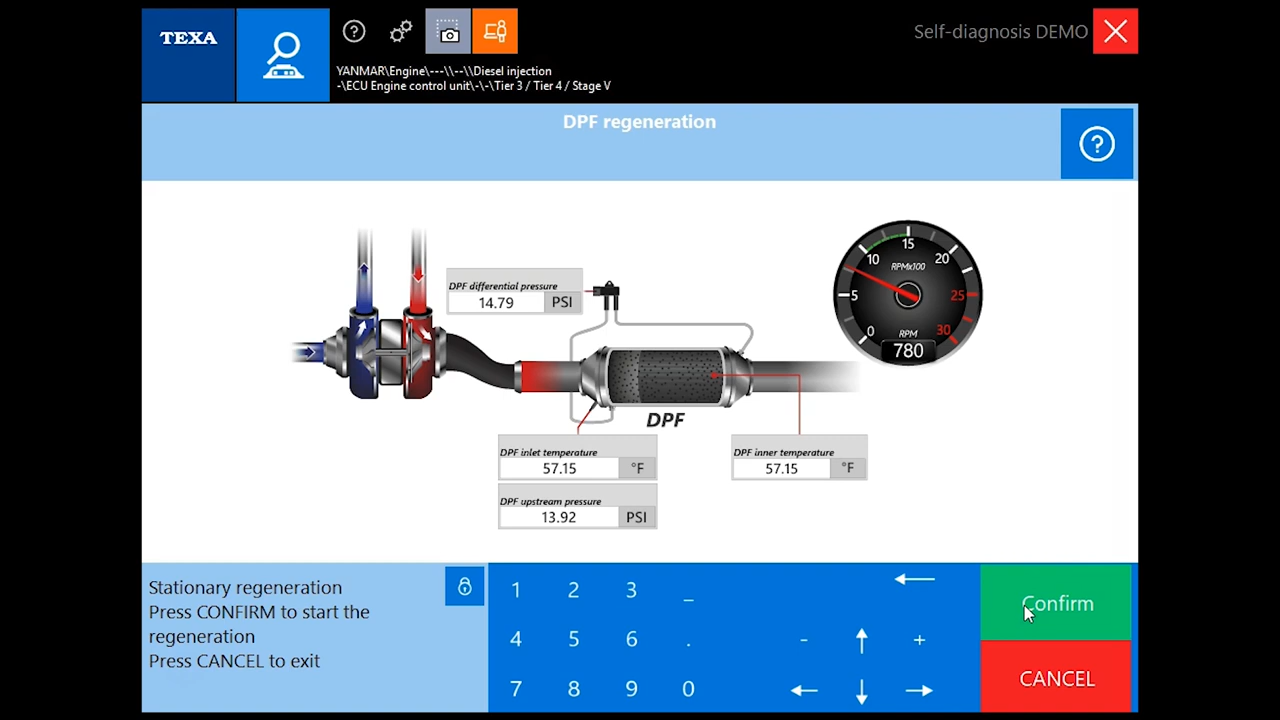 TEXA
Self-diagnosis DEMO
YANMAR\Engine\---\\--\\Diesel injection
-\ECU Engine control unit\-\-\Tier 3 / Tier 4 / Stage V
DPF regeneration
?
DPF differential pressure
14.79 PSI
DPF
DPF inlet temperature
57.15 °F
DPF upstream pressure
13.92 PSI
DPF inner temperature
57.15 °F
0
5
10
15
20
25
30
RPMx100
RPM
780
Stationary regeneration
Press CONFIRM to start the
regeneration
Press CANCEL to exit
1 2 3 _
4 5 6 . - +
7 8 9 0
Confirm
CANCEL